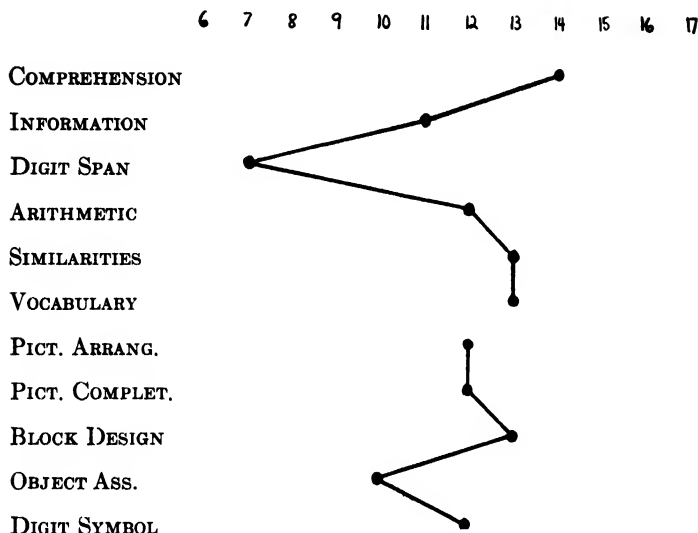 6 7 8 9 10 11 12 13 14 15 16 17
COMPREHENSION
INFORMATION
DIGIT SPAN
ARITHMETIC
SIMILARITIES
VOCABULARY
PICT. ARRANG.
PICT. COMPLET.
BLOCK DESIGN
OBJECT ASS.
DIGIT SYMBOL